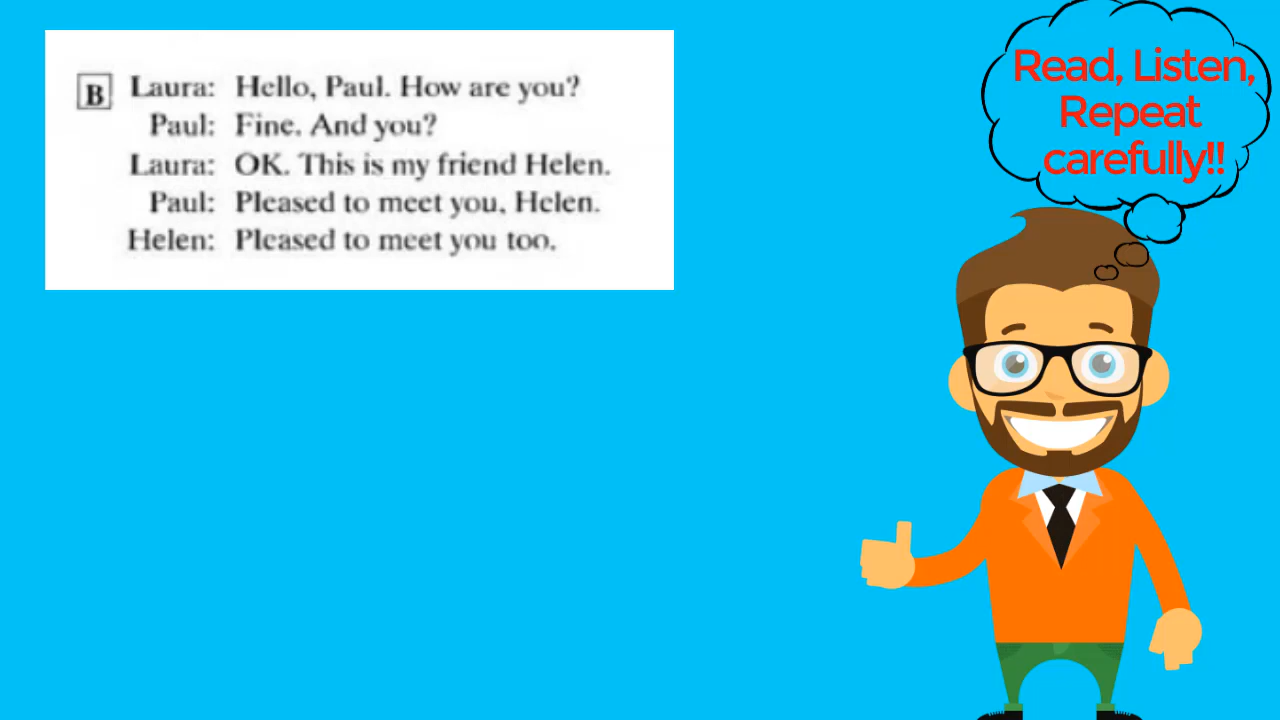 B Laura: Hello, Paul. How are you?
Paul: Fine. And you?
Laura: OK. This is my friend Helen.
Paul: Pleased to meet you, Helen.
Helen: Pleased to meet you too.
Read, Listen,
Repeat
carefully!!